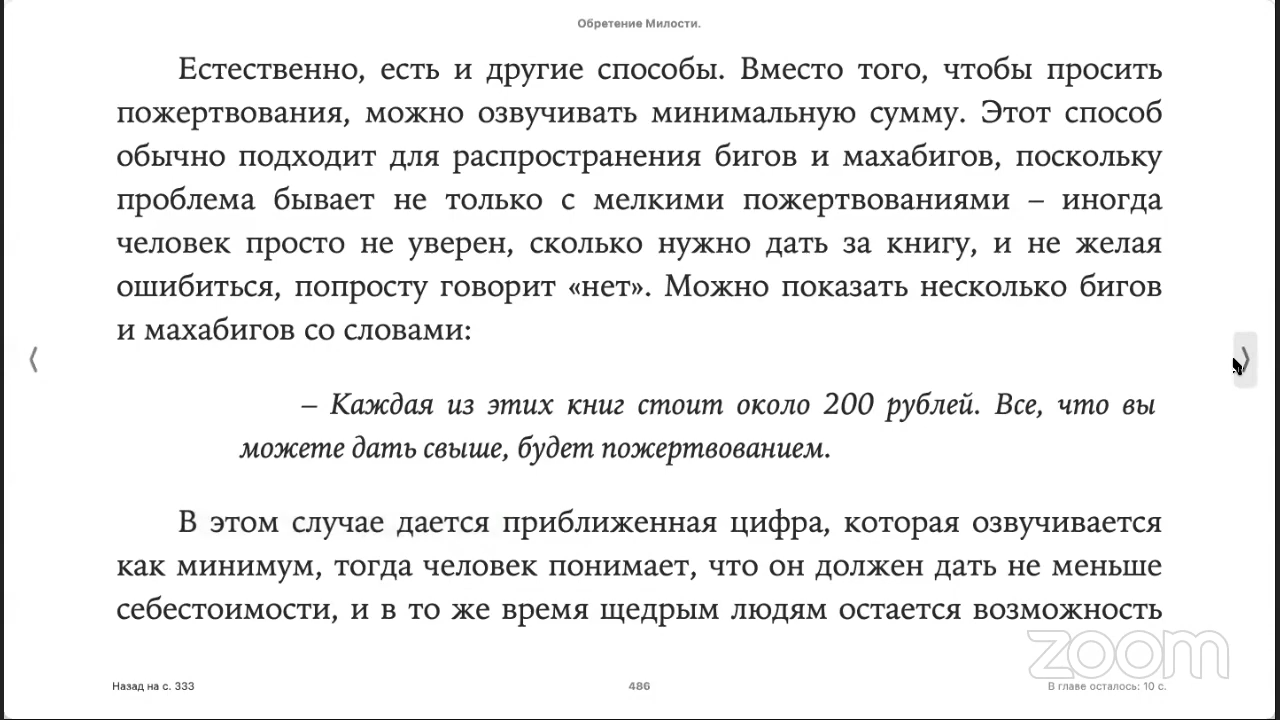 Обретение Милости.
Естественно, есть и другие способы. Вместо того, чтобы просить
пожертвования, можно озвучивать минимальную сумму. Этот способ
обычно подходит для распространения бигов и махабигов, поскольку
проблема бывает не только с мелкими пожертвованиями – иногда
человек просто не уверен, сколько нужно дать за книгу, и не желая
ошибиться, попросту говорит «нет». Можно показать несколько бигов
и махабигов со словами:
– Каждая из этих книг стоит около 200 рублей. Все, что вы
можете дать свыше, будет пожертвованием.
В этом случае дается приближенная цифра, которая озвучивается
как минимум, тогда человек понимает, что он должен дать не меньше
себестоимости, и в то же время щедрым людям остается возможность
zoom
Назад на с. 333
486
В главе осталось: 10 с.